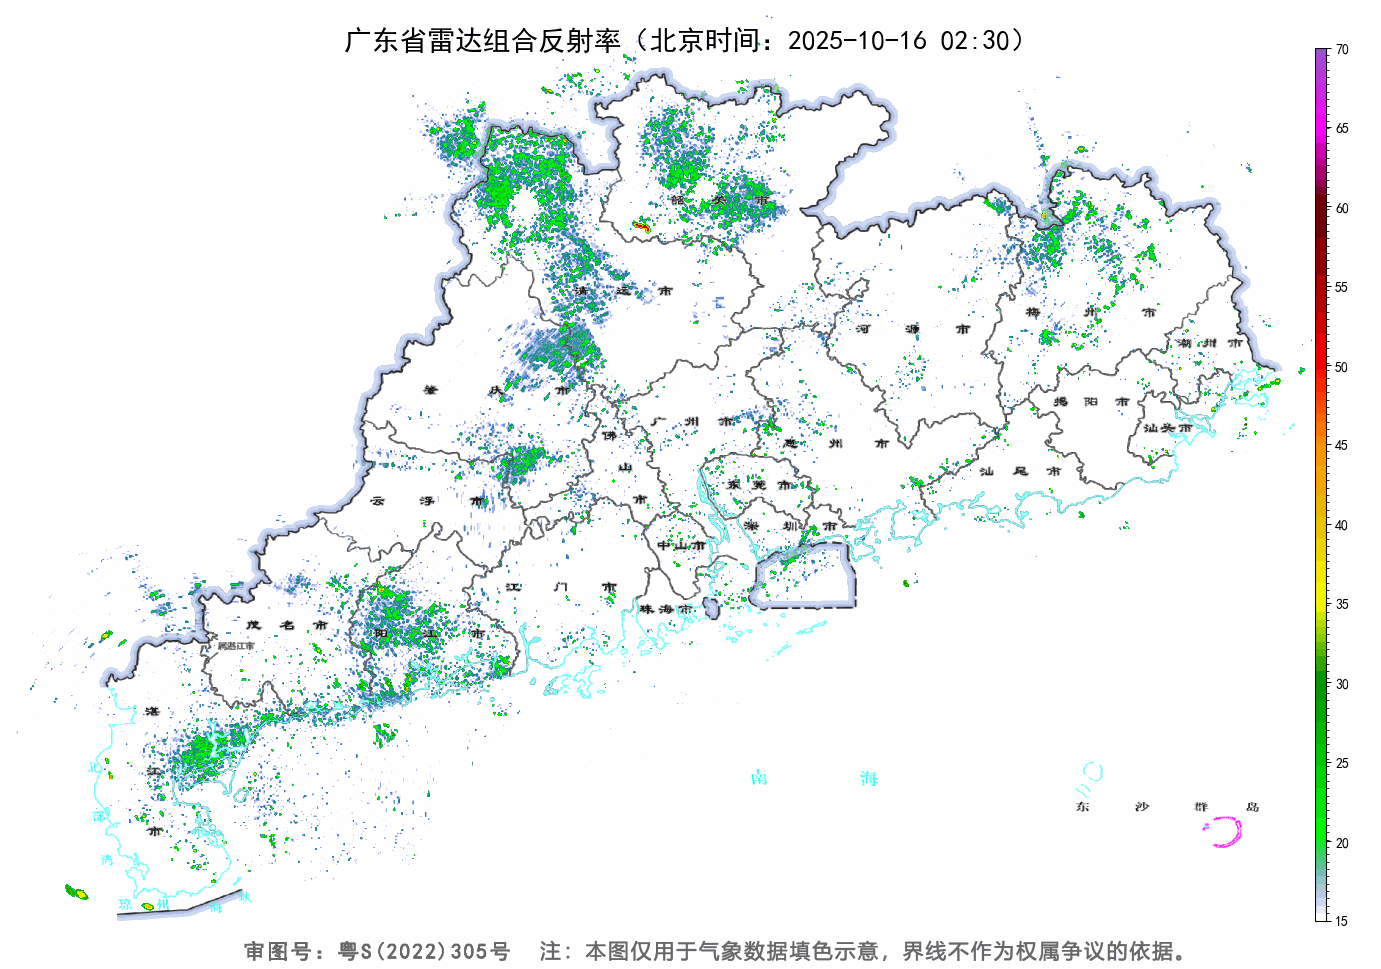 广东省雷达组合反射率（北京时间：2025-10-16 02:30）
70
65
60
55
50
45
40
35
30
25
20
15
韶关市
清远市
河源市
梅州市
潮州市
肇庆市
广州市
佛山市
惠州市
揭阳市
汕头市
汕尾市
云浮市
东莞市
深圳市
中山市
江门市
珠海市
茂名市
属湛江市
阳江市
湛江市
北部湾
南海
东沙群岛
琼州海峡
审图号：粤S(2022)305号 注：本图仅用于气象数据填色示意，界线不作为权属争议的依据。